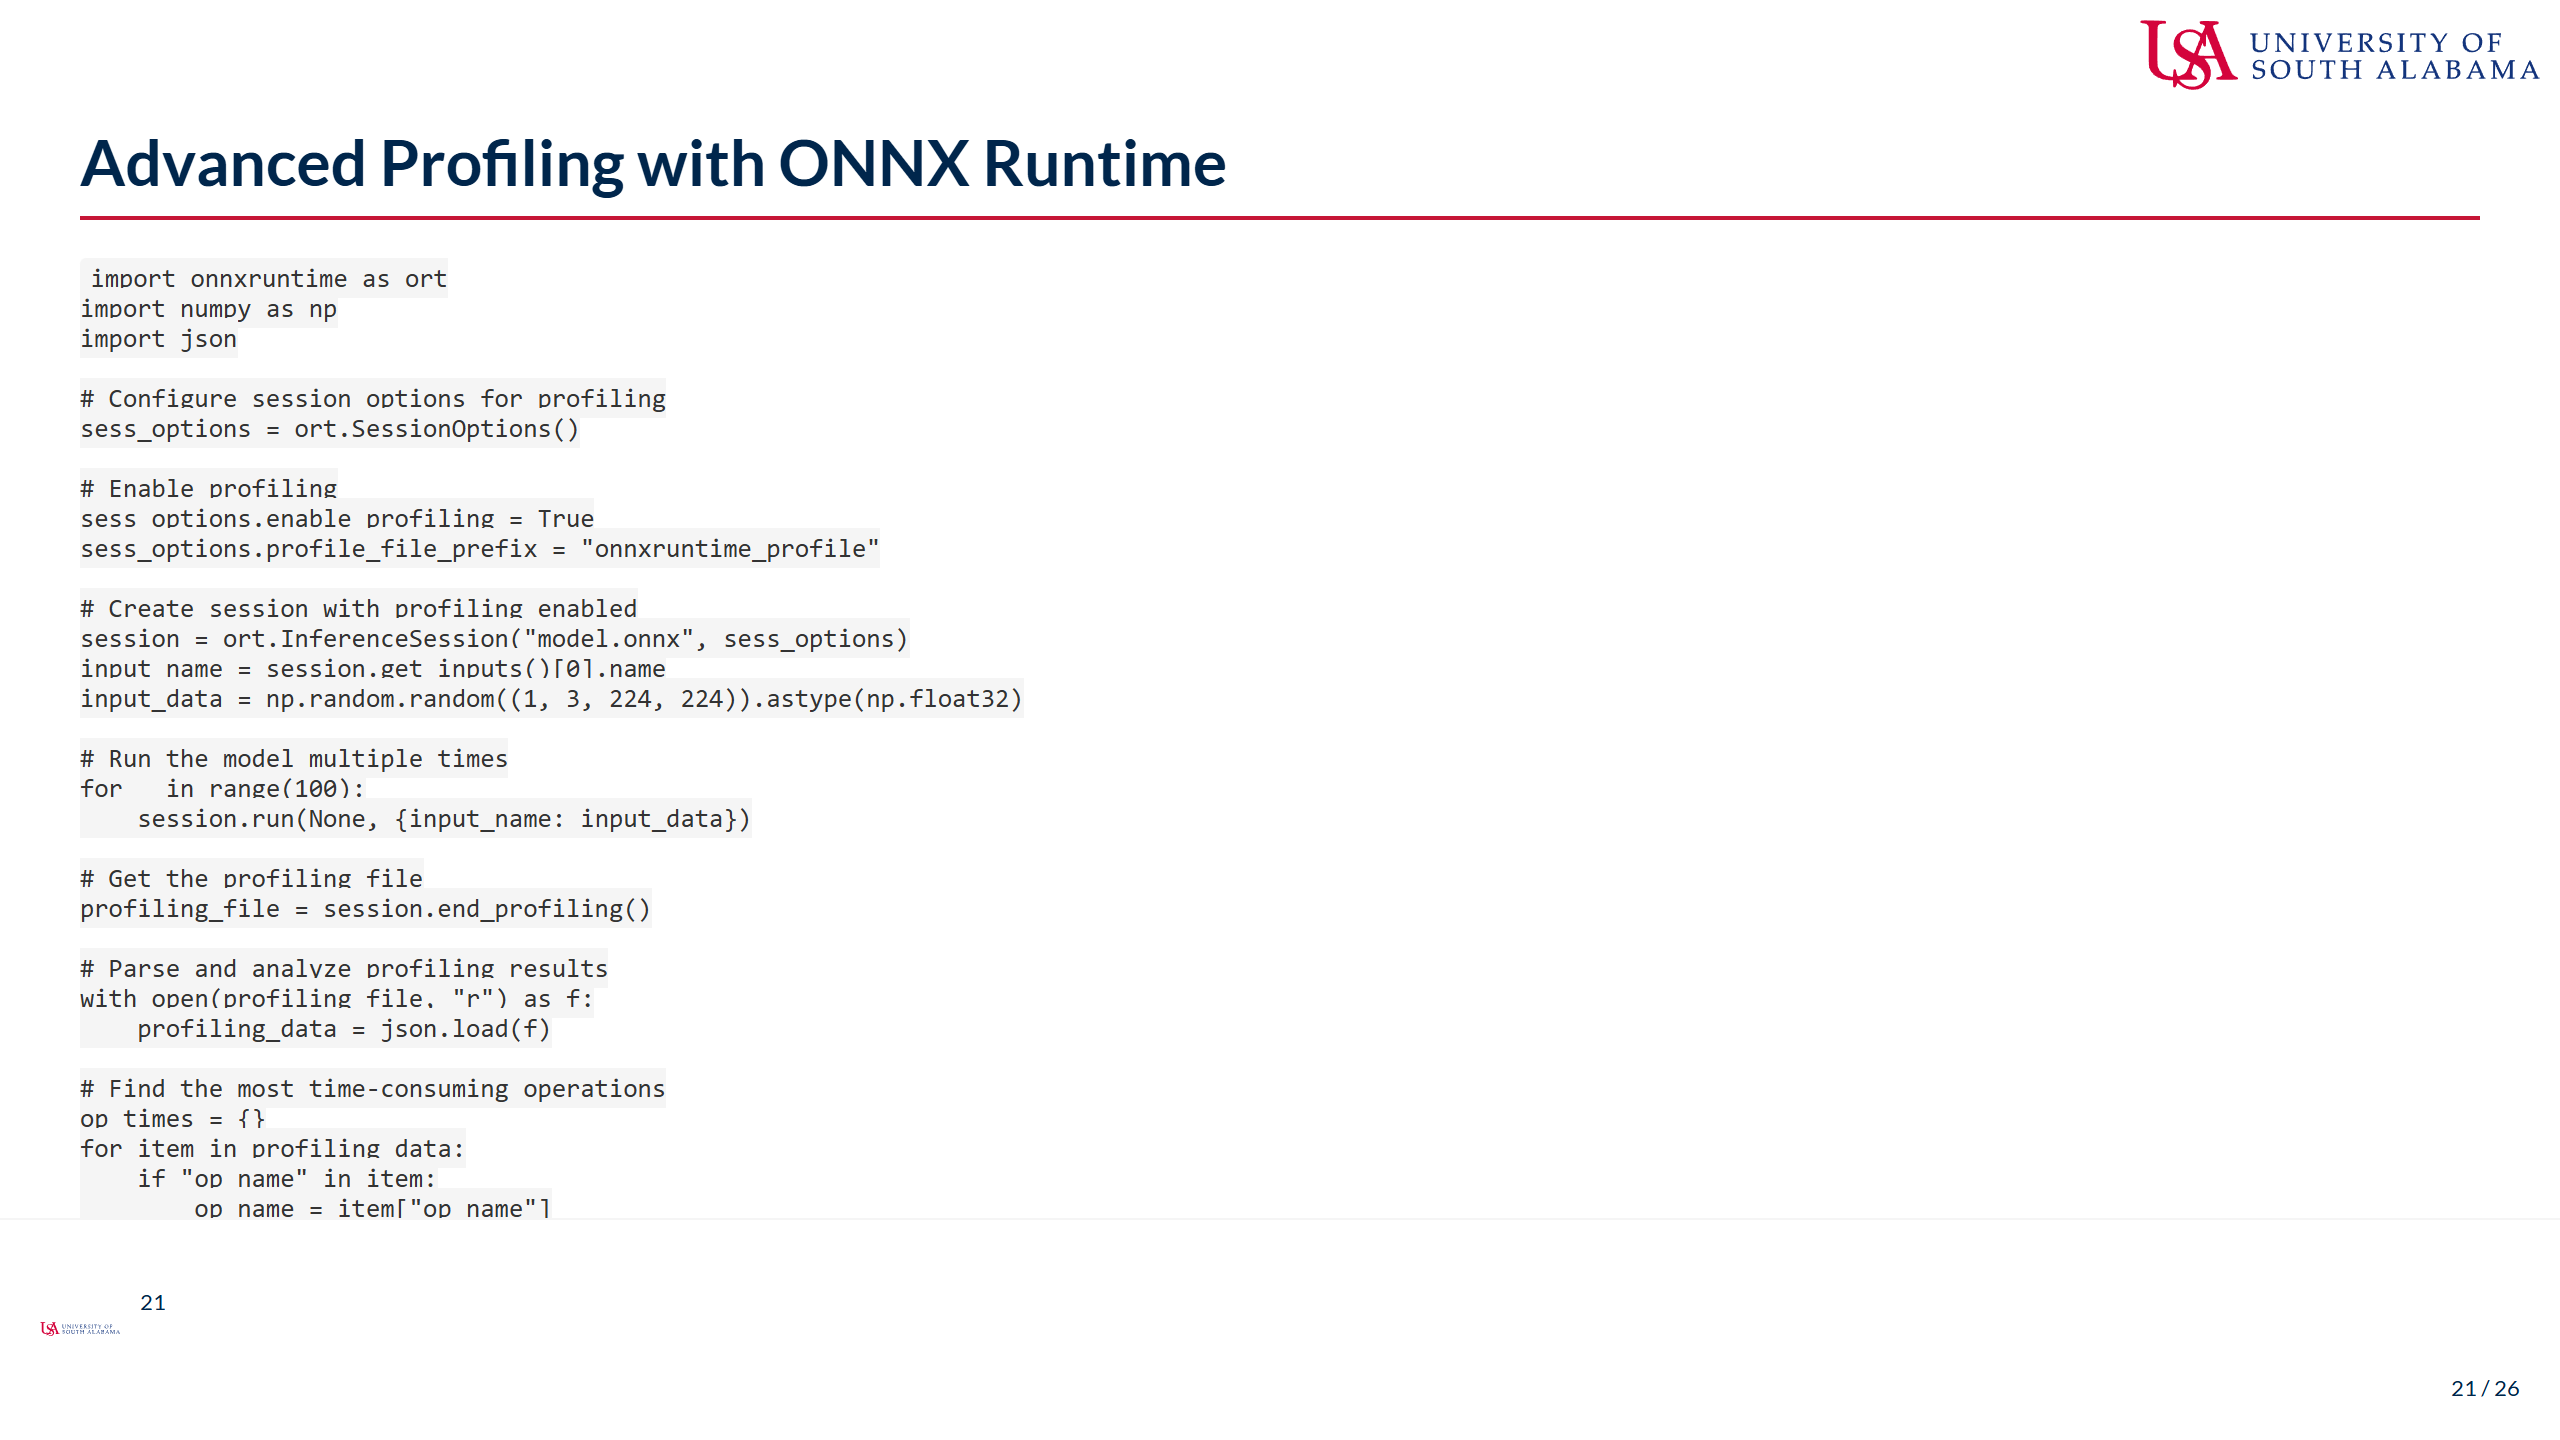 USA UNIVERSITY OF
SOUTH ALABAMA
Advanced Profiling with ONNX Runtime
import onnxruntime as ort
import numpy as np
import json
# Configure session options for profiling
sess_options = ort.SessionOptions()
# Enable profiling
sess_options.enable_profiling = True
sess_options.profile_file_prefix = "onnxruntime_profile"
# Create session with profiling enabled
session = ort.InferenceSession("model.onnx", sess_options)
input_name = session.get_inputs()[0].name
input_data = np.random.random((1, 3, 224, 224)).astype(np.float32)
# Run the model multiple times
for _ in range(100):
    session.run(None, {input_name: input_data})
# Get the profiling file
profiling_file = session.end_profiling()
# Parse and analyze profiling results
with open(profiling_file, "r") as f:
    profiling_data = json.load(f)
# Find the most time-consuming operations
op_times = {}
for item in profiling_data:
    if "op_name" in item:
        op_name = item["op_name"]
21
USA UNIVERSITY OF
SOUTH ALABAMA
21 / 26